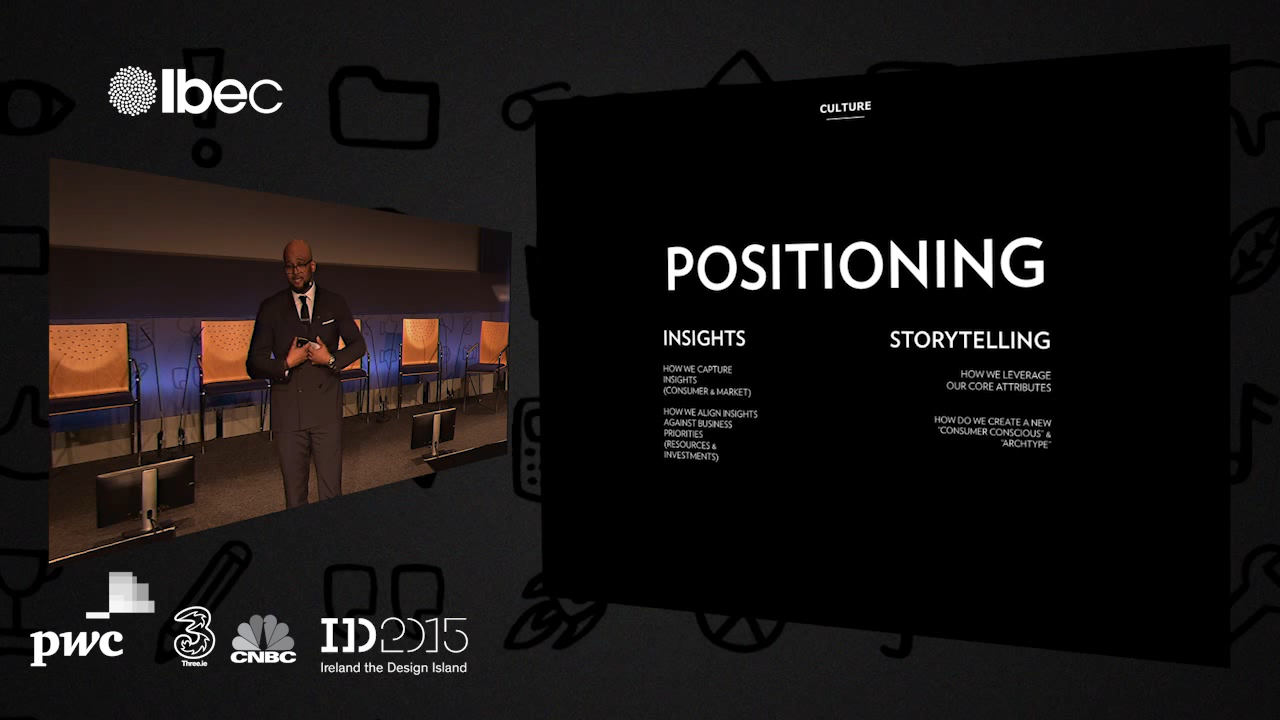 Ibec
CULTURE
POSITIONING
INSIGHTS
HOW WE CAPTURE
INSIGHTS
(CONSUMER & MARKET)
HOW WE ALIGN INSIGHTS
AGAINST BUSINESS
PRIORITIES
(RESOURCES &
INVESTMENTS)
STORYTELLING
HOW WE LEVERAGE
OUR CORE ATTRIBUTES
HOW DO WE CREATE A NEW
"CONSUMER CONSCIOUS" &
"ARCHTYPE"
pwc
3
Three.ie
CNBC
ID2015
Ireland the Design Island